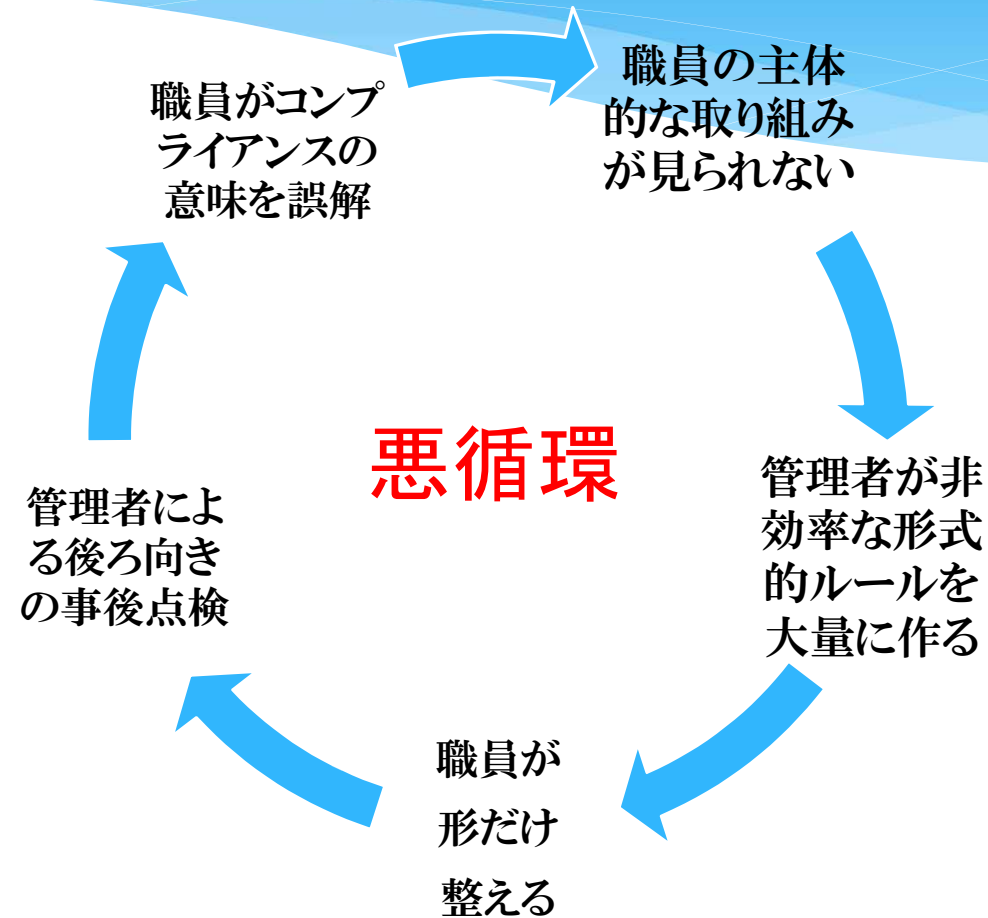 職員がコンプ
ライアンスの
意味を誤解
職員の主体
的な取り組み
が見られない
管理者が非
効率な形式
的ルールを
大量に作る
職員が
形だけ
整える
管理者によ
る後ろ向き
の事後点検
悪循環